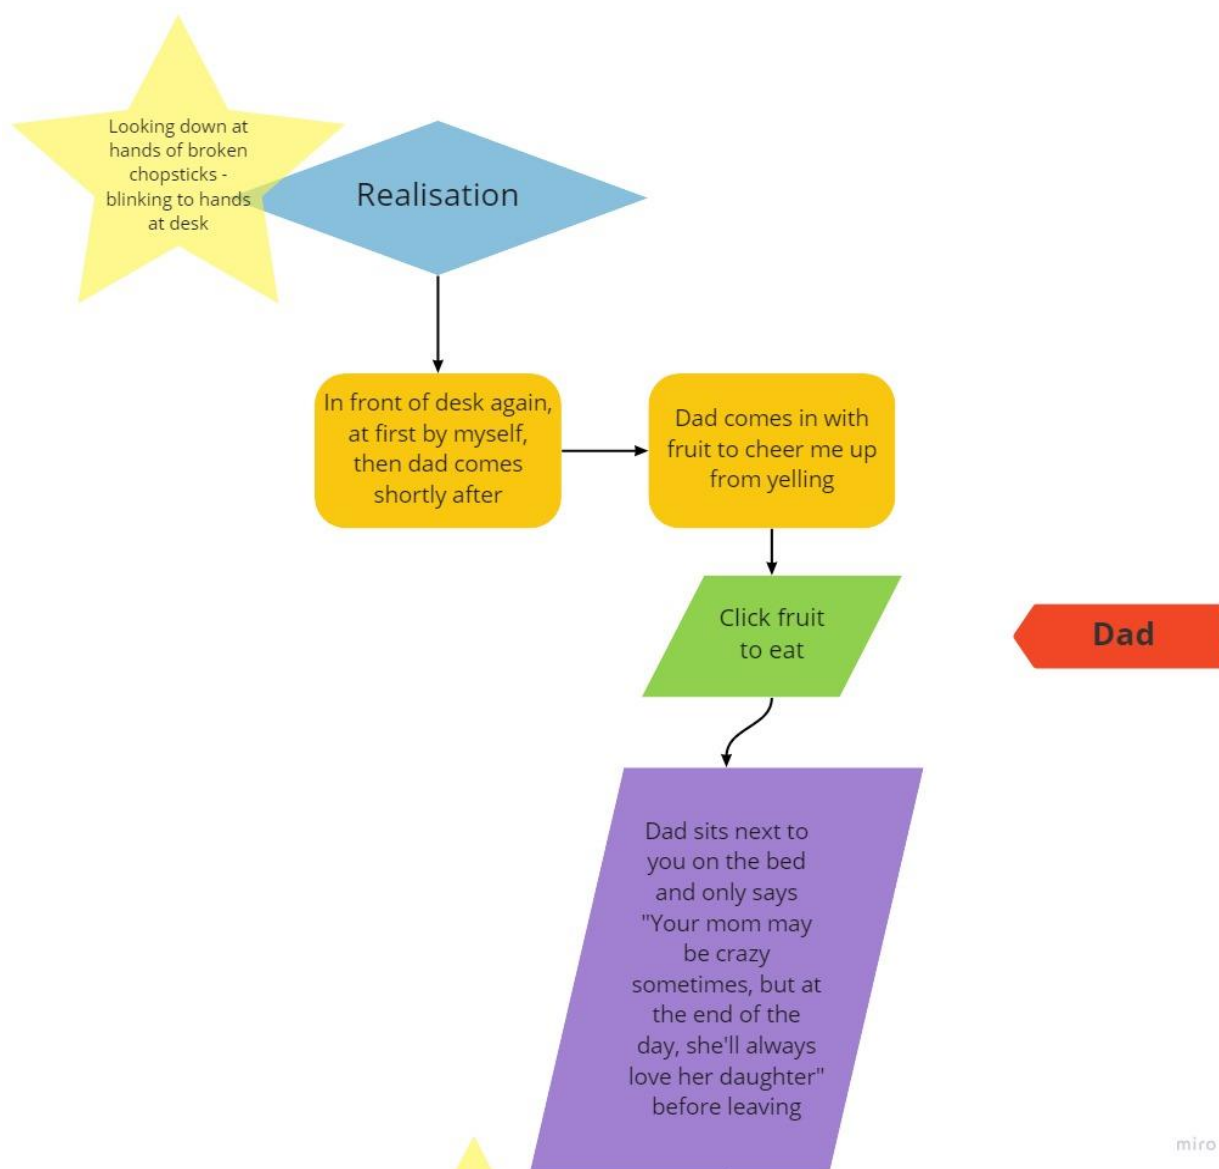 Looking down at
hands of broken
chopsticks -
blinking to hands
at desk
Realisation
In front of desk again,
at first by myself,
then dad comes
shortly after
Dad comes in with
fruit to cheer me up
from yelling
Click fruit
to eat
Dad
Dad sits next to
you on the bed
and only says
"Your mom may
be crazy
sometimes, but at
the end of the
day, she'll always
love her daughter"
before leaving
miro